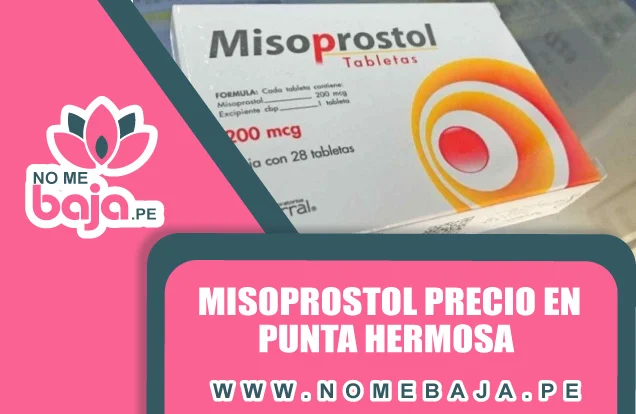 Misoprostol
Tabletas
FORMULA: Cada tableta contiene:
Misoprostol 200 mcg
Excipiente cbp 1 tableta
200 mcg
con 28 tabletas
NO ME
baja.PE
MISOPROSTOL PRECIO EN
PUNTA HERMOSA
WWW.NOMEBAJA.PE